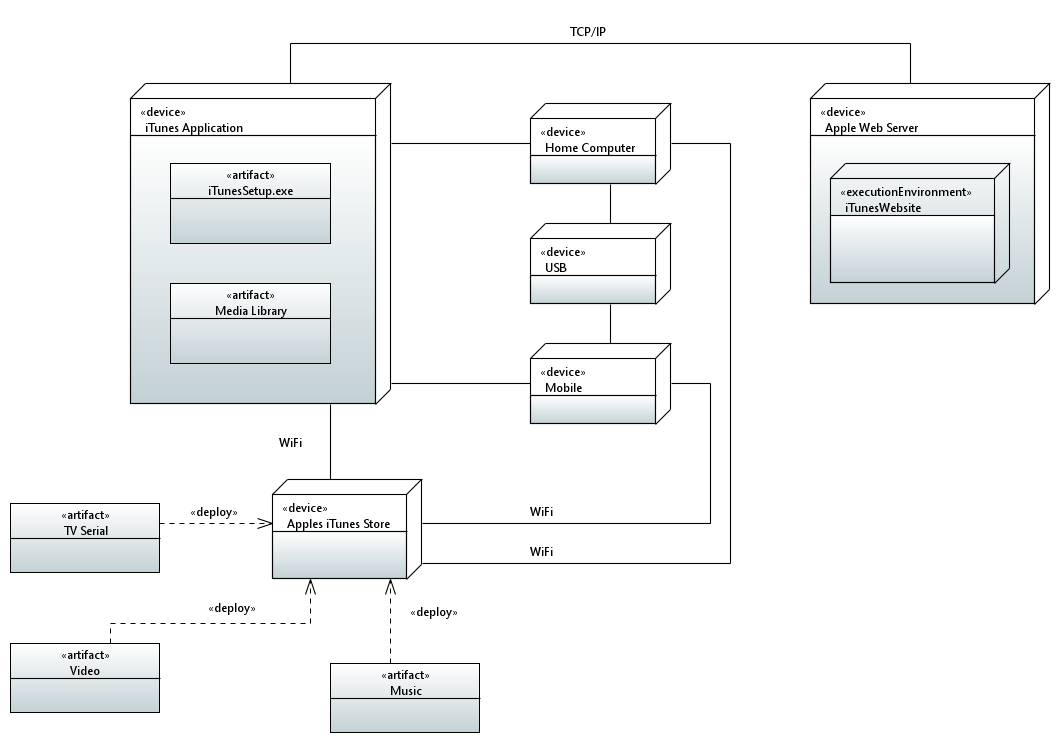 TCP/IP
«device»
iTunes Application
«artifact»
iTunesSetup.exe
«artifact»
Media Library
«device»
Home Computer
«device»
USB
«device»
Mobile
«device»
Apple Web Server
«executionEnvironment»
iTunesWebsite
WiFi
«device»
Apples iTunes Store
WiFi
WiFi
«artifact»
TV Serial
«deploy»
«deploy»
«deploy»
«artifact»
Video
«artifact»
Music